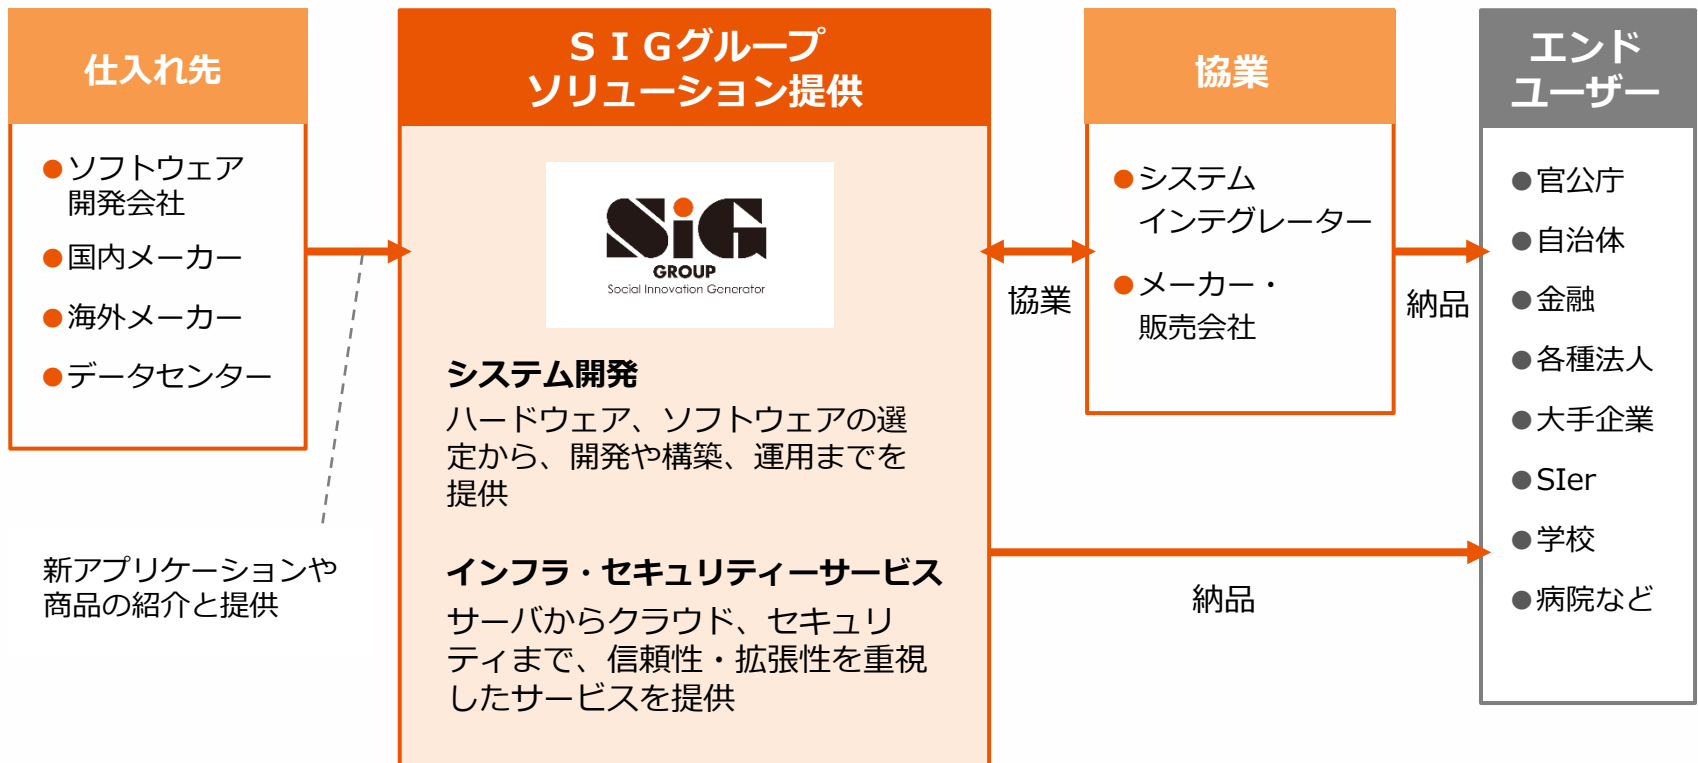 仕入れ先
●ソフトウェア
開発会社
●国内メーカー
●海外メーカー
●データセンター
新アプリケーションや
商品の紹介と提供
ＳＩＧグループ
ソリューション提供
SiG
GROUP
Social Innovation Generator
システム開発
ハードウェア、ソフトウェアの選
定から、開発や構築、運用までを
提供
インフラ・セキュリティーサービス
サーバからクラウド、セキュリ
ティまで、信頼性・拡張性を重視
したサービスを提供
協業
協業
●システム
インテグレーター
●メーカー・
販売会社
納品
納品
エンド
ユーザー
●官公庁
●自治体
●金融
●各種法人
●大手企業
●SIer
●学校
●病院など